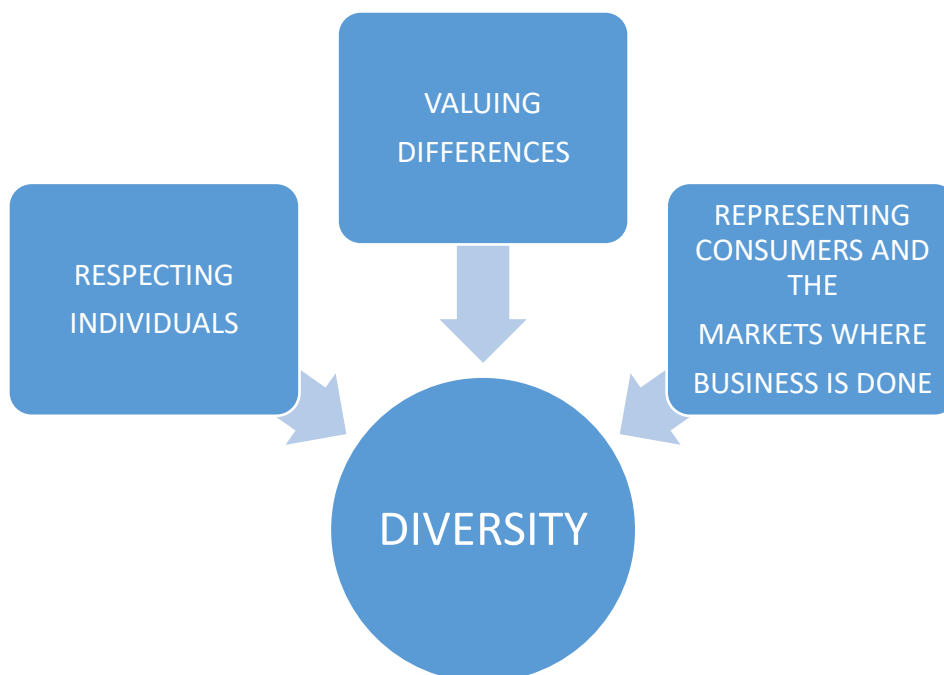 VALUING
DIFFERENCES
RESPECTING
INDIVIDUALS
REPRESENTING
CONSUMERS AND
THE
MARKETS WHERE
BUSINESS IS DONE
DIVERSITY